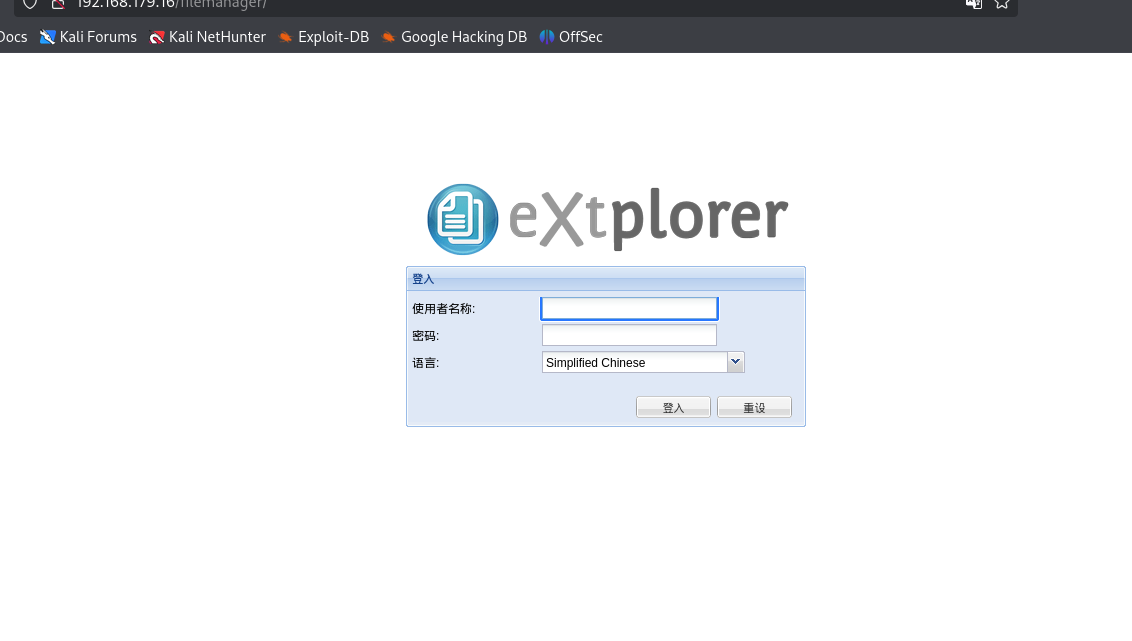 192.168.179.16/filemanager/
Docs Kali Forums Kali NetHunter Exploit-DB Google Hacking DB OffSec
eXtplorer
登入
使用者名称:
密码:
语言: Simplified Chinese
登入 重设